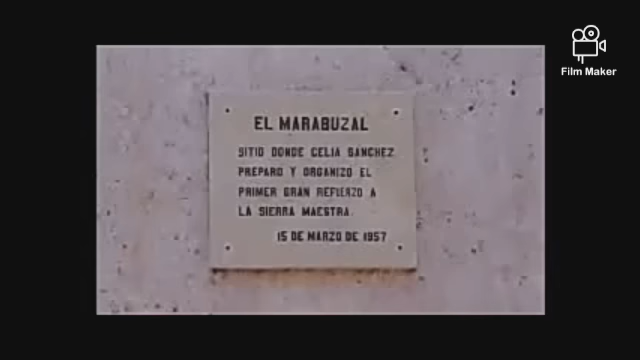 Film Maker
EL MARABUZAL
SITIO DONDE CELIA SANCHEZ
PREPARO Y ORGANIZO EL
PRIMER GRAN REFUERZO A
LA SIERRA MAESTRA.
15 DE MARZO DE 1957